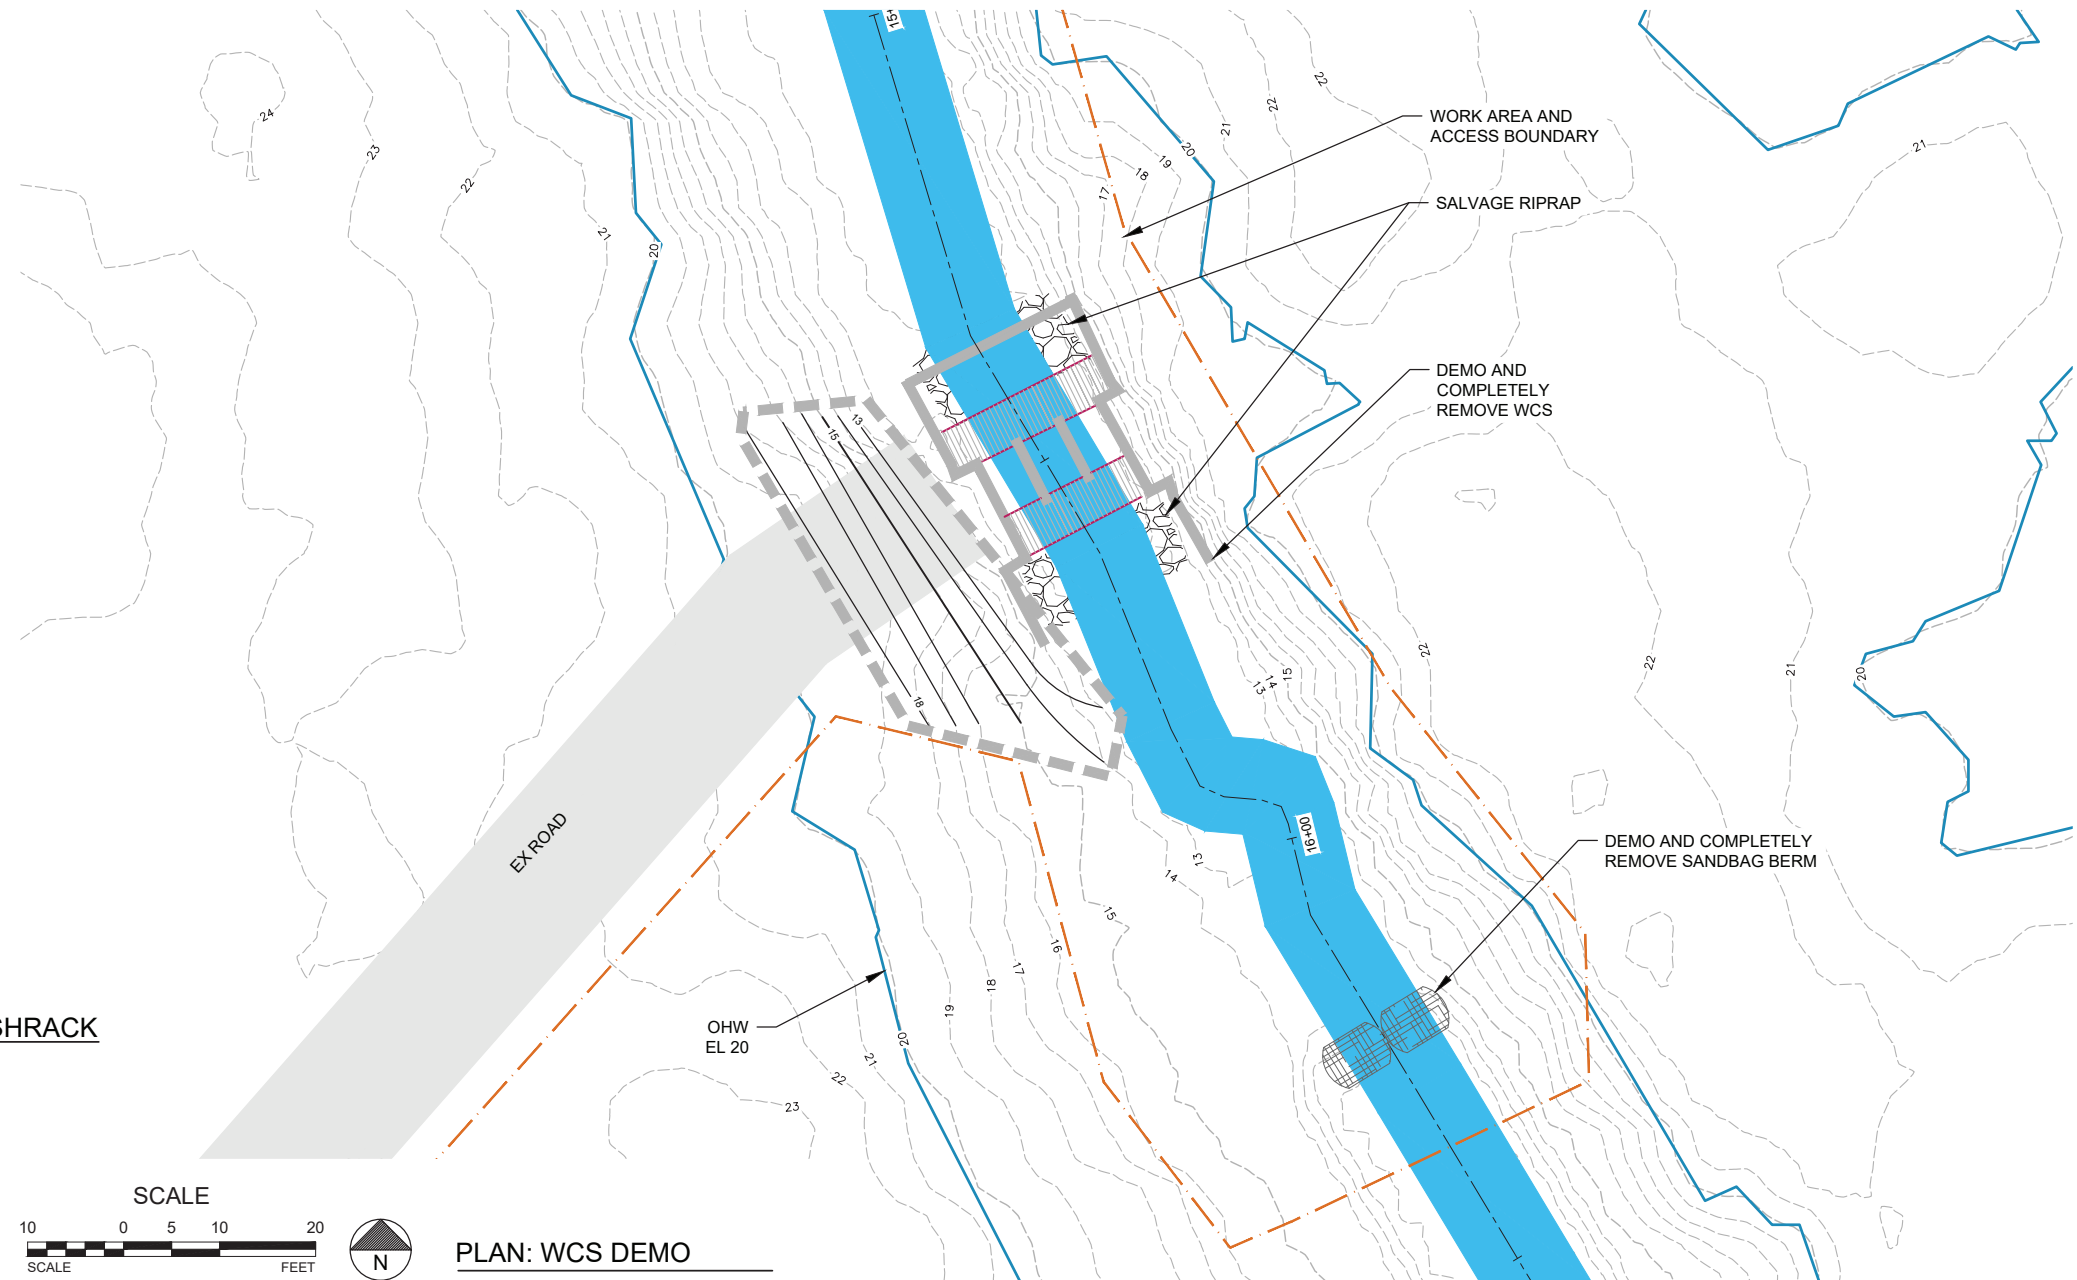 15+
24
23
22
21
20
22
22
21
20
19
18
17
21
WORK AREA AND
ACCESS BOUNDARY
SALVAGE RIPRAP
DEMO AND
COMPLETELY
REMOVE WCS
13
15
18
13
14
15
22
22
21
20
EX ROAD
16+00
DEMO AND COMPLETELY
REMOVE SANDBAG BERM
13
14
15
16
17
18
19
20
21
22
23
OHW
EL 20
SHRACK
SCALE
10 0 5 10 20
SCALE FEET
N
PLAN: WCS DEMO